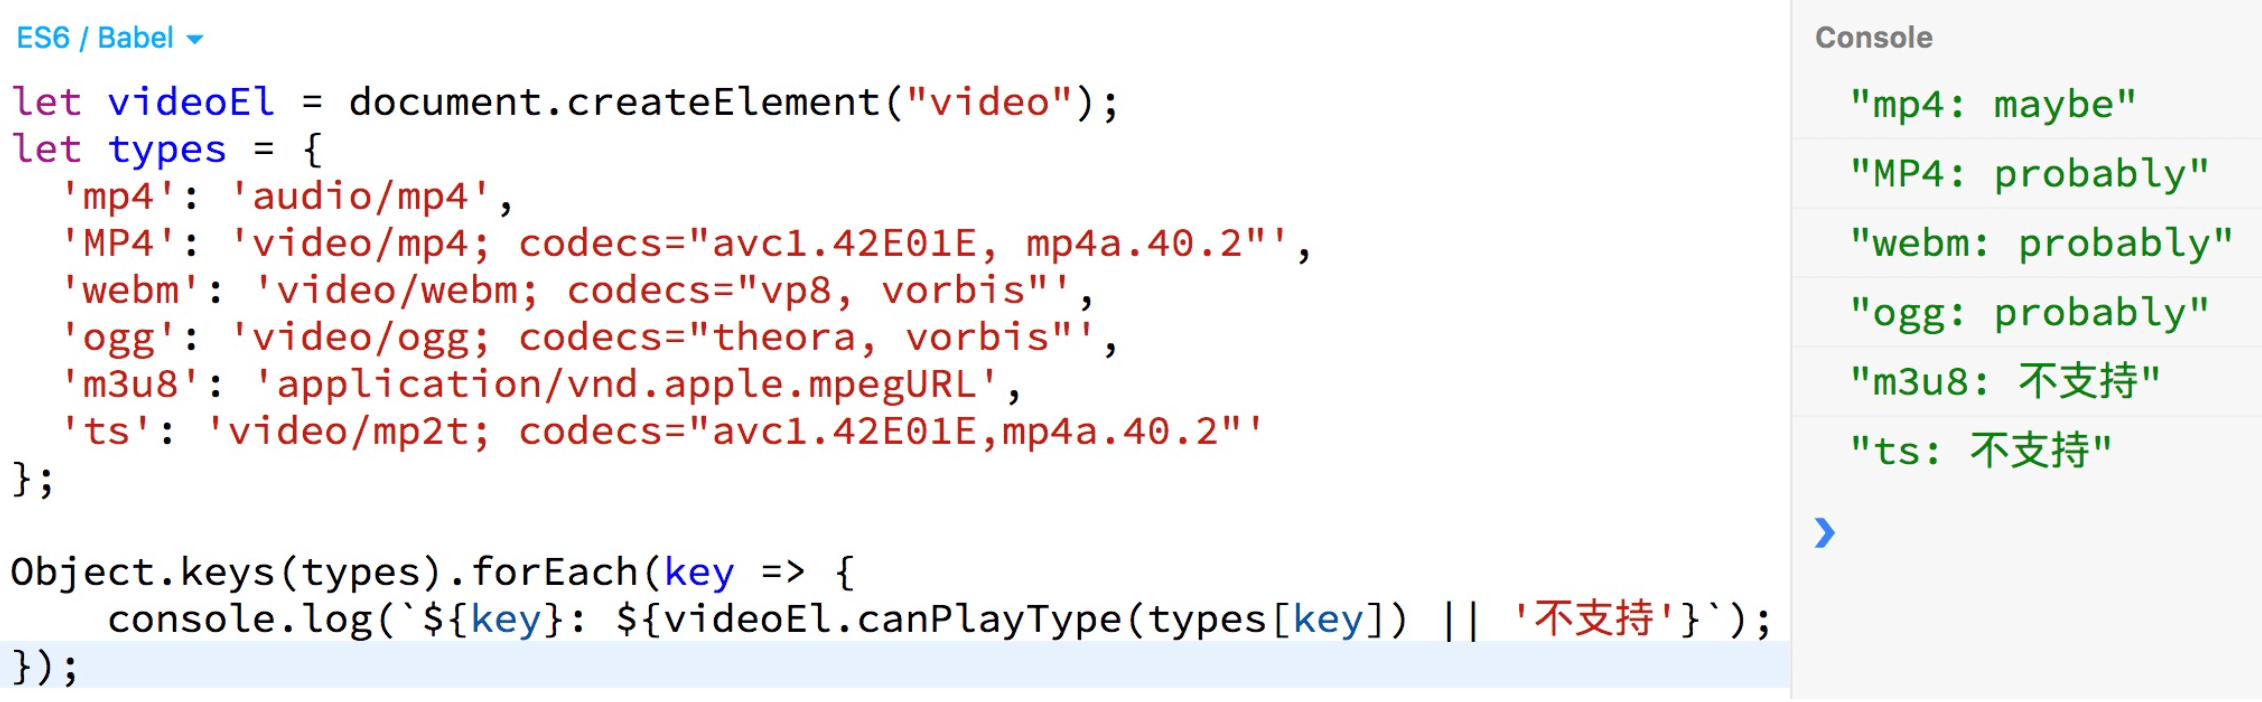 ES6 / Babel
let videoEl = document.createElement("video");
let types = {
  'mp4': 'audio/mp4',
  'MP4': 'video/mp4; codecs="avc1.42E01E, mp4a.40.2"',
  'webm': 'video/webm; codecs="vp8, vorbis"',
  'ogg': 'video/ogg; codecs="theora, vorbis"',
  'm3u8': 'application/vnd.apple.mpegURL',
  'ts': 'video/mp2t; codecs="avc1.42E01E,mp4a.40.2"'
};
Object.keys(types).forEach(key => {
    console.log(`${key}: ${videoEl.canPlayType(types[key]) || '不支持'}`);
});
Console
"mp4: maybe"
"MP4: probably"
"webm: probably"
"ogg: probably"
"m3u8: 不支持"
"ts: 不支持"